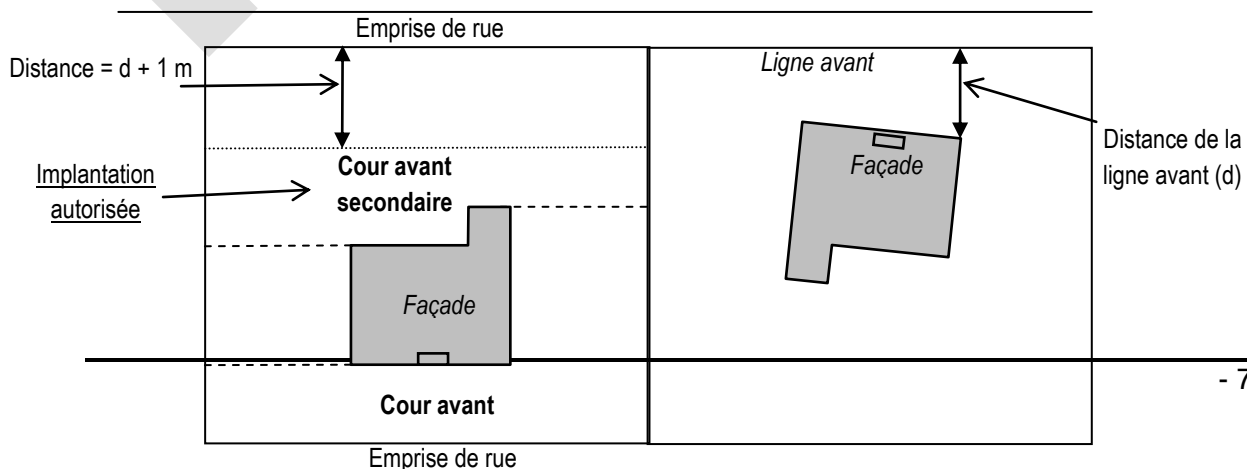 Emprise de rue
Distance = d + 1 m
Ligne avant
Distance de la
ligne avant (d)
Implantation
autorisée
Cour avant
secondaire
Façade
Façade
- 7
Cour avant
Emprise de rue